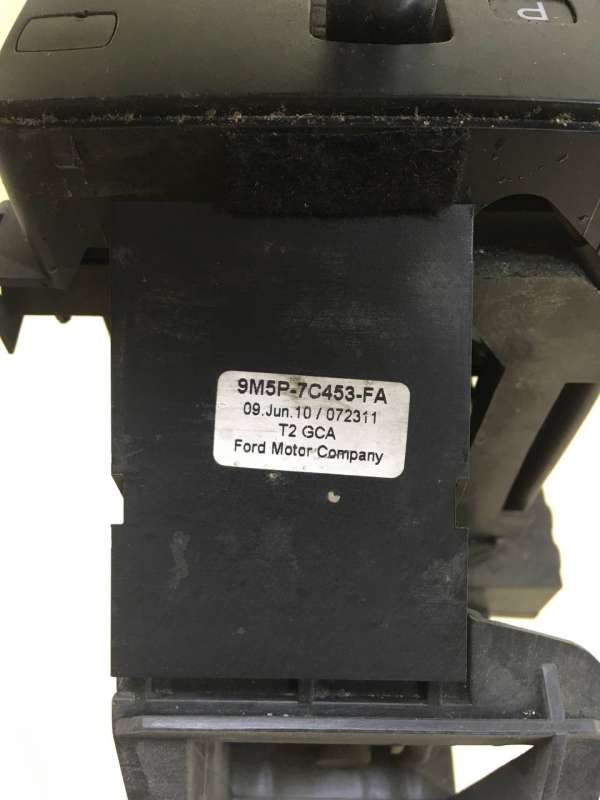 P
9M5P-7C453-FA
09.Jun.10 / 072311
T2 GCA
Ford Motor Company